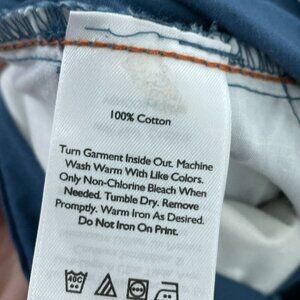 100% Cotton
Turn Garment Inside Out. Machine
Wash Warm With Like Colors.
Only Non-Chlorine Bleach When
Needed. Tumble Dry. Remove
Promptly. Warm Iron As Desired.
Do Not Iron On Print.
40C